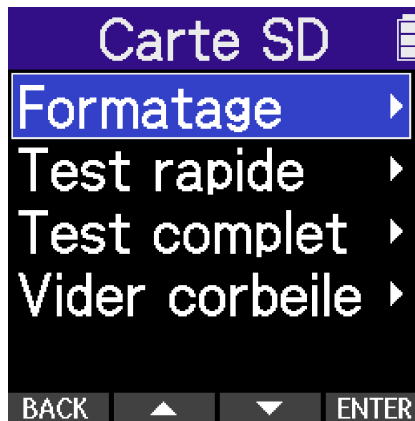 Carte SD
Formatage
Test rapide
Test complet
Vider corbeile
BACK ENTER